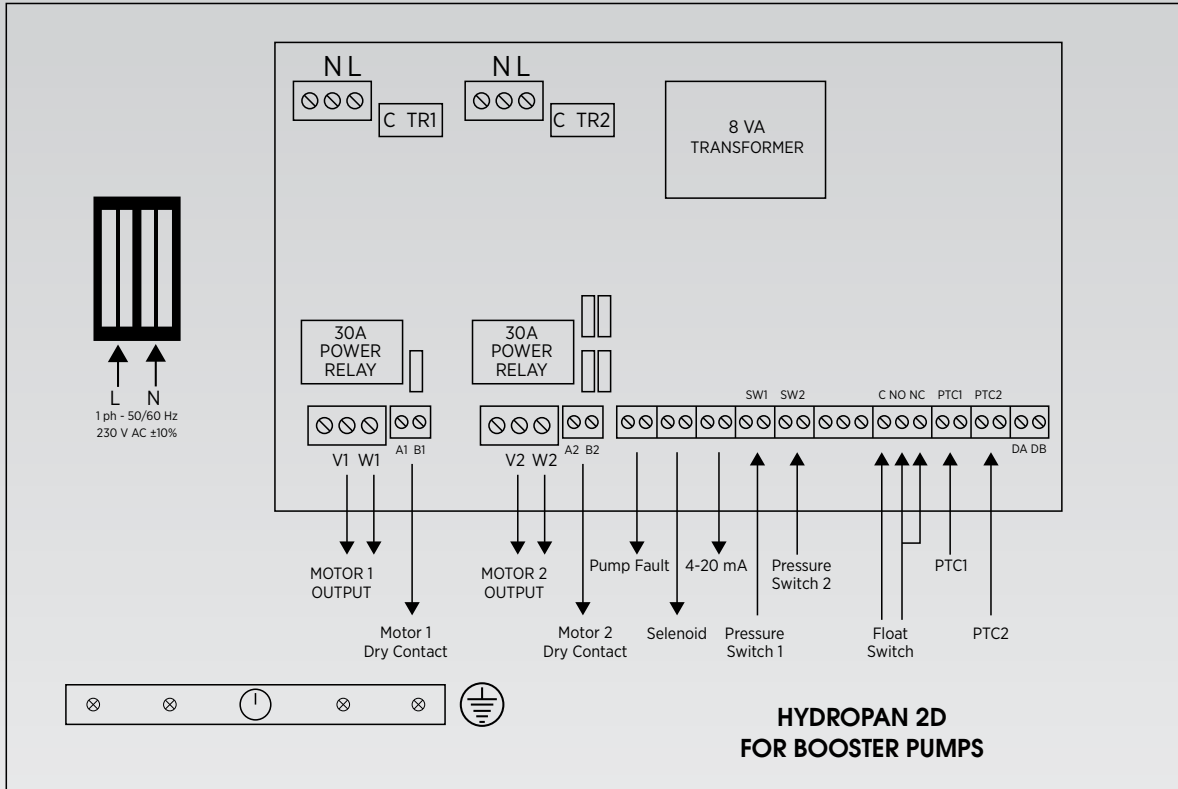 N L
N L
C TR1
C TR2
8 VA
TRANSFORMER
30A
POWER
RELAY
30A
POWER
RELAY
L N
1 ph - 50/60 Hz
230 V AC ±10%
SW1 SW2 C NO NC PTC1 PTC2
V1 W1
A1 B1
V2 W2
A2 B2
DA DB
MOTOR 1
OUTPUT
Motor 1
Dry Contact
MOTOR 2
OUTPUT
Motor 2
Dry Contact
Pump Fault
Selenoid
4-20 mA
Pressure
Switch 1
Pressure
Switch 2
Float
Switch
PTC1
PTC2
HYDROPAN 2D
FOR BOOSTER PUMPS